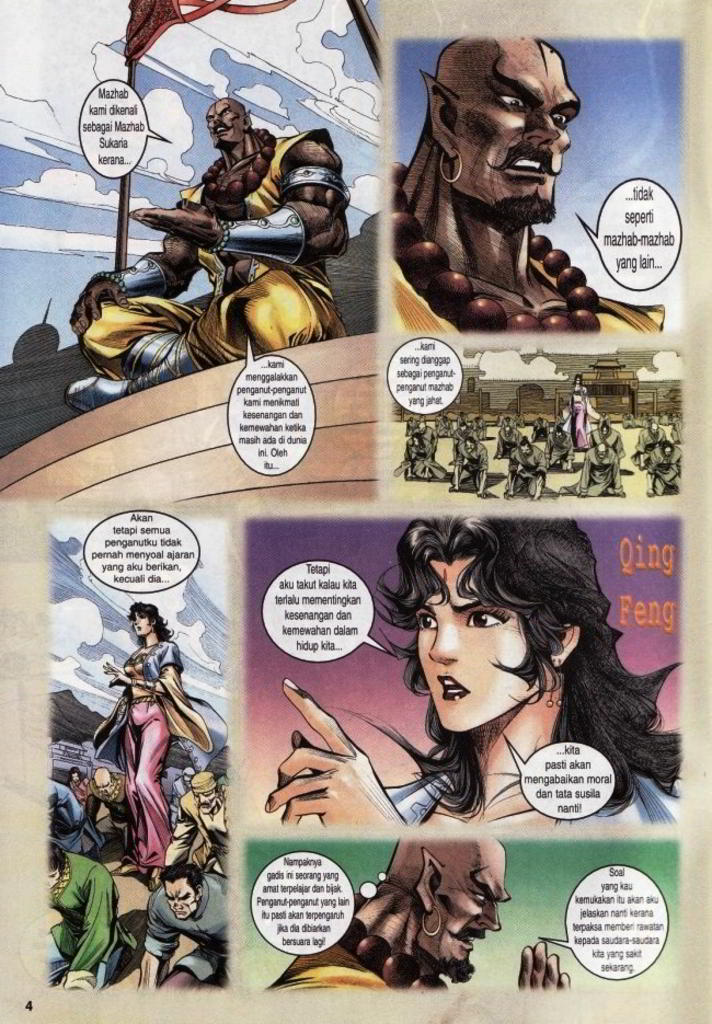 Mazhab
kami dikenali
sebagai Mazhab
Sukaria
kerana...
...tidak
seperti
mazhab-mazhab
yang lain...
...kami
menggalakkan
penganut-penganut
kami menikmati
kesenangan dan
kemewahan ketika
masih ada di dunia
ini. Oleh
itu...
...kami
sering dianggap
sebagai penganut-
penganut mazhab
yang jahat.
Akan
tetapi semua
penganutku tidak
pernah menyoal ajaran
yang aku berikan,
kecuali dia...
Tetapi
aku takut kalau kita
terlalu mementingkan
kesenangan dan
kemewahan dalam
hidup kita...
Qing
Feng
...kita
pasti akan
mengabaikan moral
dan tata susila
nanti!
Nampaknya
gadis ini seorang yang
amat terpelajar dan bijak.
Penganut-penganut yang lain
itu pasti akan terpengaruh
jika dia dibiarkan
bersuara lagi!
Soal
yang kau
kemukakan itu akan aku
jelaskan nanti kerana
terpaksa memberi rawatan
kepada saudara-saudara
kita yang sakit
sekarang.
4